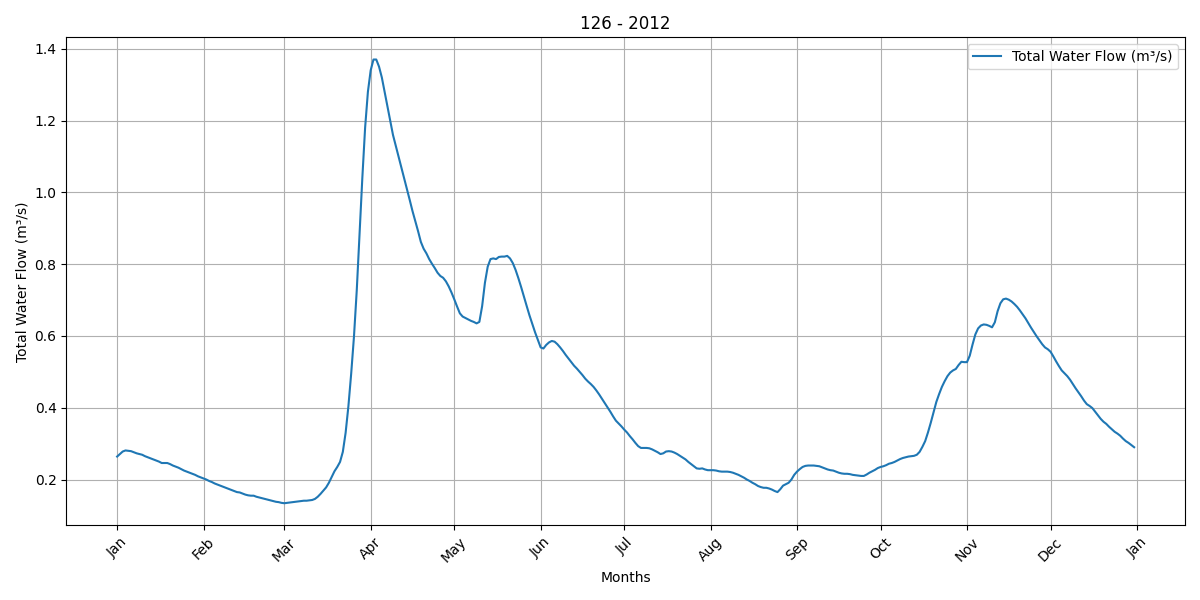 126 - 2012
Total Water Flow (m³/s)
1.4
1.2
1.0
0.8
0.6
0.4
0.2
Total Water Flow (m³/s)
Jan
Feb
Mar
Apr
May
Jun
Jul
Aug
Sep
Oct
Nov
Dec
Jan
Months